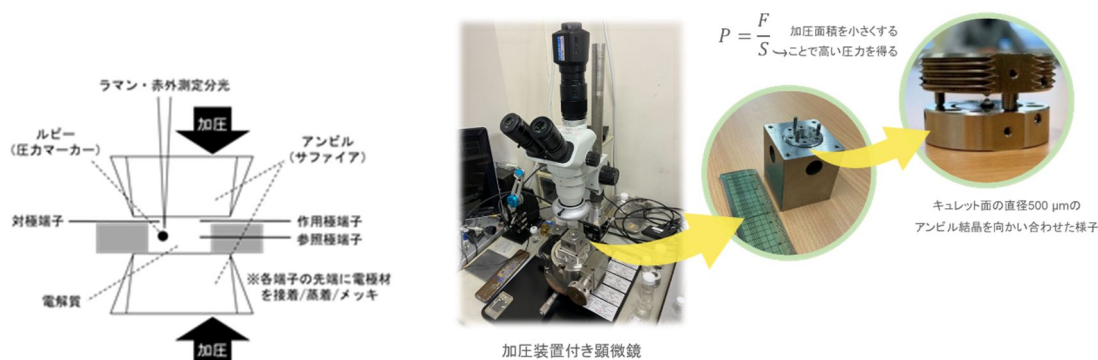 ラマン・赤外測定分光
加圧
ルビー
(圧力マーカー)
アンビル
(サファイア)
対極端子
作用極端子
参照極端子
電解質
※各端子の先端に電極材
を接着/蒸着/メッキ
加圧
加圧装置付き顕微鏡
P = F/S
加圧面積を小さくする
ことで高い圧力を得る
キュレット面の直径500 μmの
アンビル結晶を向かい合わせた様子